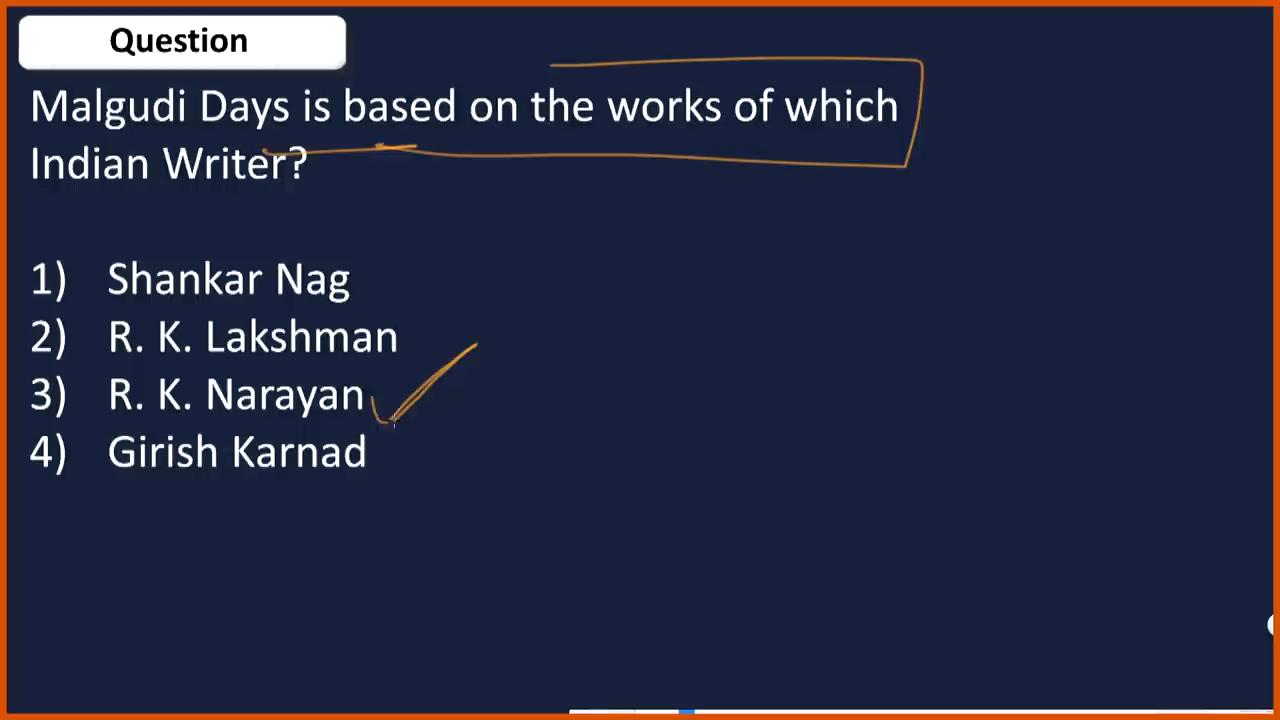 Question
Malgudi Days is based on the works of which
Indian Writer?
1) Shankar Nag
2) R. K. Lakshman
3) R. K. Narayan
4) Girish Karnad